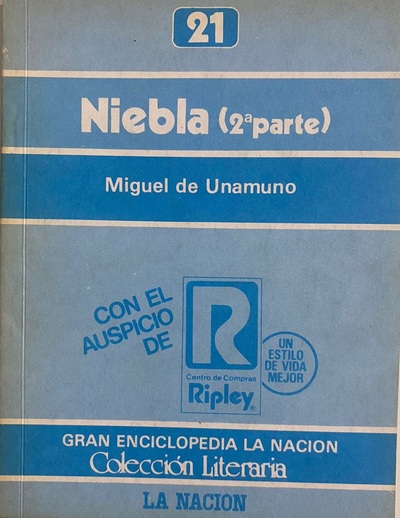 21
Niebla (2ª parte)
Miguel de Unamuno
CON EL
AUSPICIO
DE
R
Centro de Compras
Ripley®
UN
ESTILO
DE VIDA
MEJOR
GRAN ENCICLOPEDIA LA NACION
Colección Literaria
LA NACION